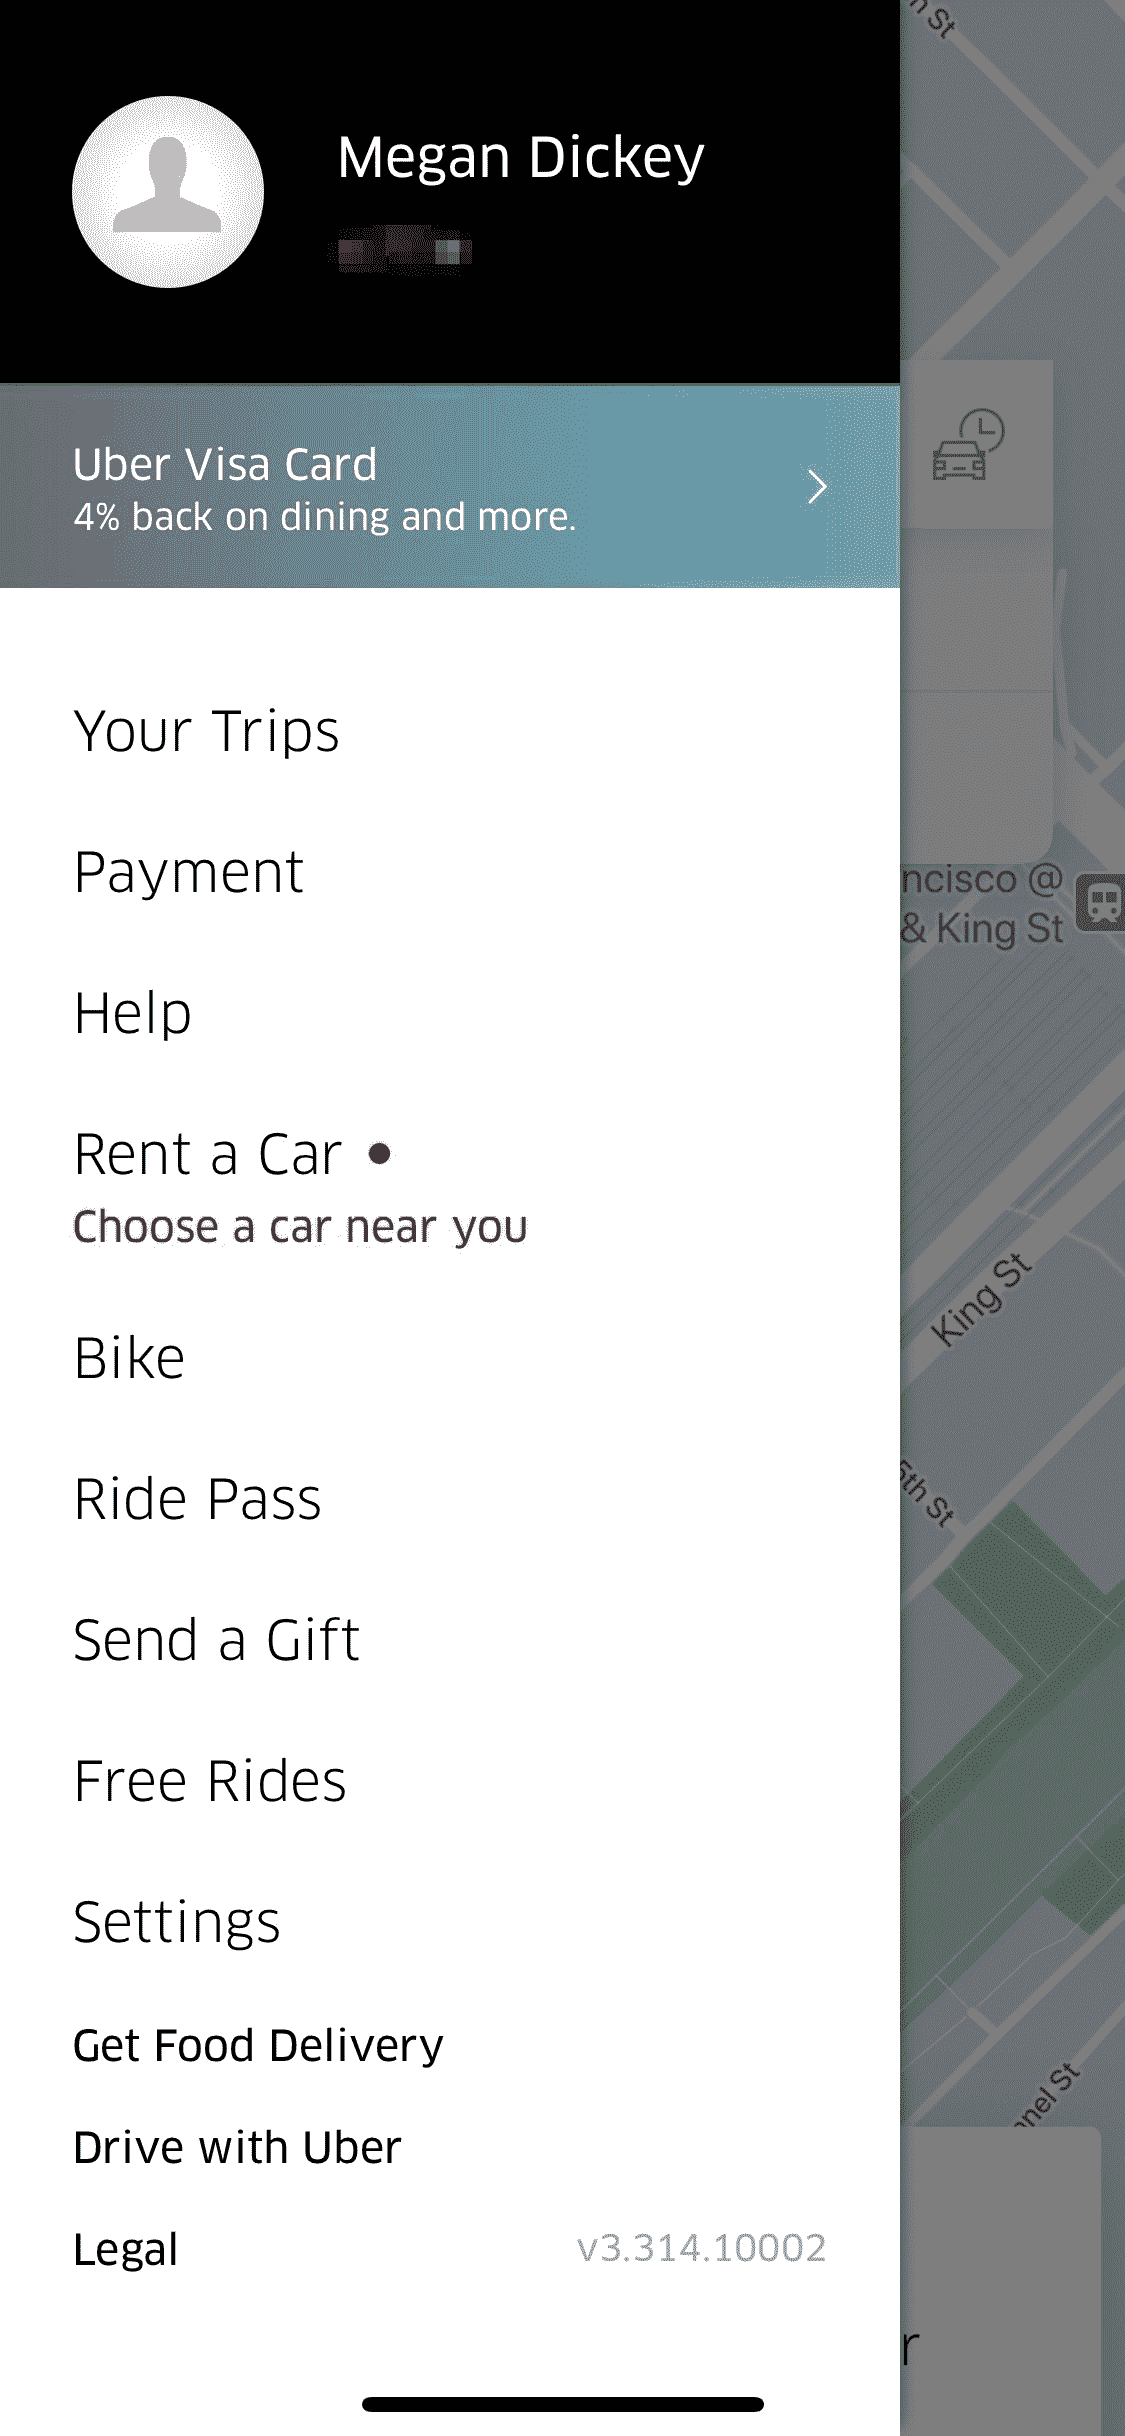 Megan Dickey
Uber Visa Card
4% back on dining and more.
Your Trips
Payment
Help
Rent a Car
Choose a car near you
Bike
Ride Pass
Send a Gift
Free Rides
Settings
Get Food Delivery
Drive with Uber
Legal
v3.314.10002
St
ncisco @
& King St
King St
5th St
nel St
r